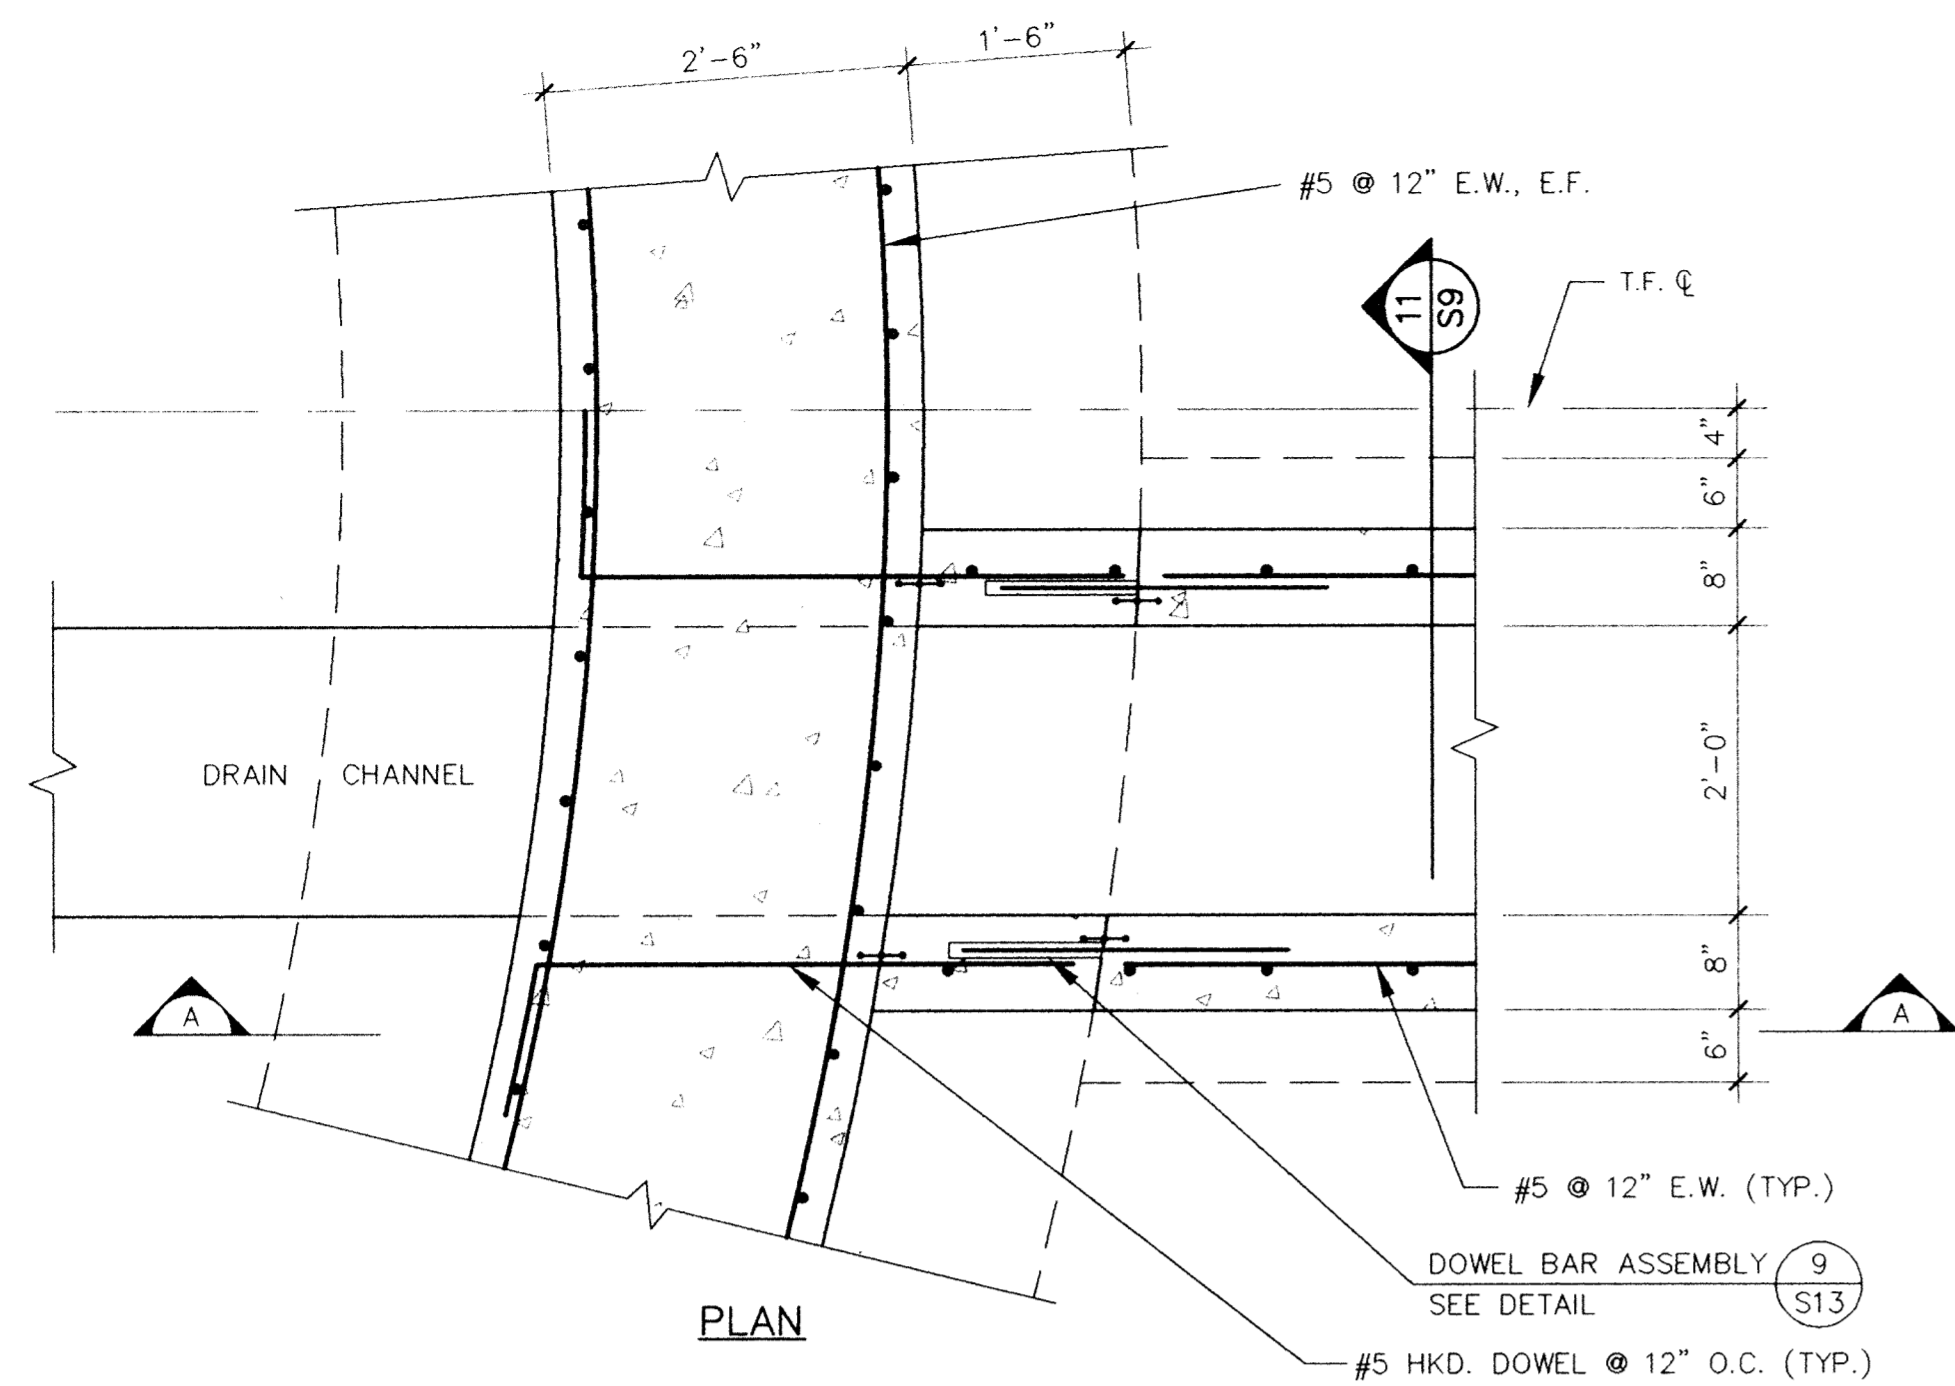 2'-6"
1'-6"
#5 @ 12" E.W., E.F.
11
S9
T.F. ℄
4"
6"
8"
2'-0"
8"
6"
DRAIN CHANNEL
A
A
#5 @ 12" E.W. (TYP.)
DOWEL BAR ASSEMBLY
SEE DETAIL
9
S13
#5 HKD. DOWEL @ 12" O.C. (TYP.)
PLAN